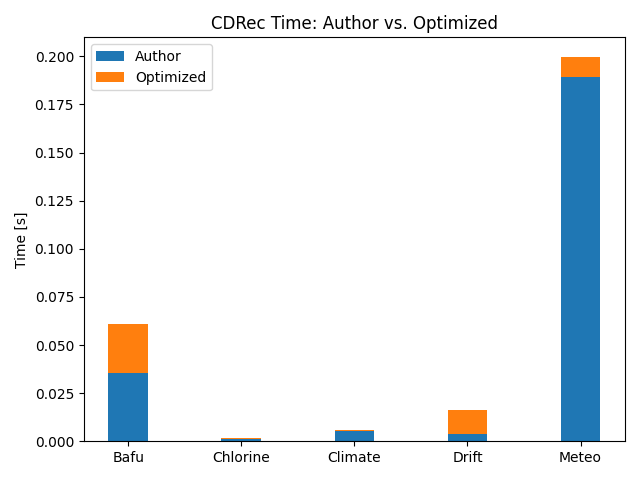 CDRec Time: Author vs. Optimized
Author
Optimized
Time [s]
0.200
0.175
0.150
0.125
0.100
0.075
0.050
0.025
0.000
Bafu Chlorine Climate Drift Meteo